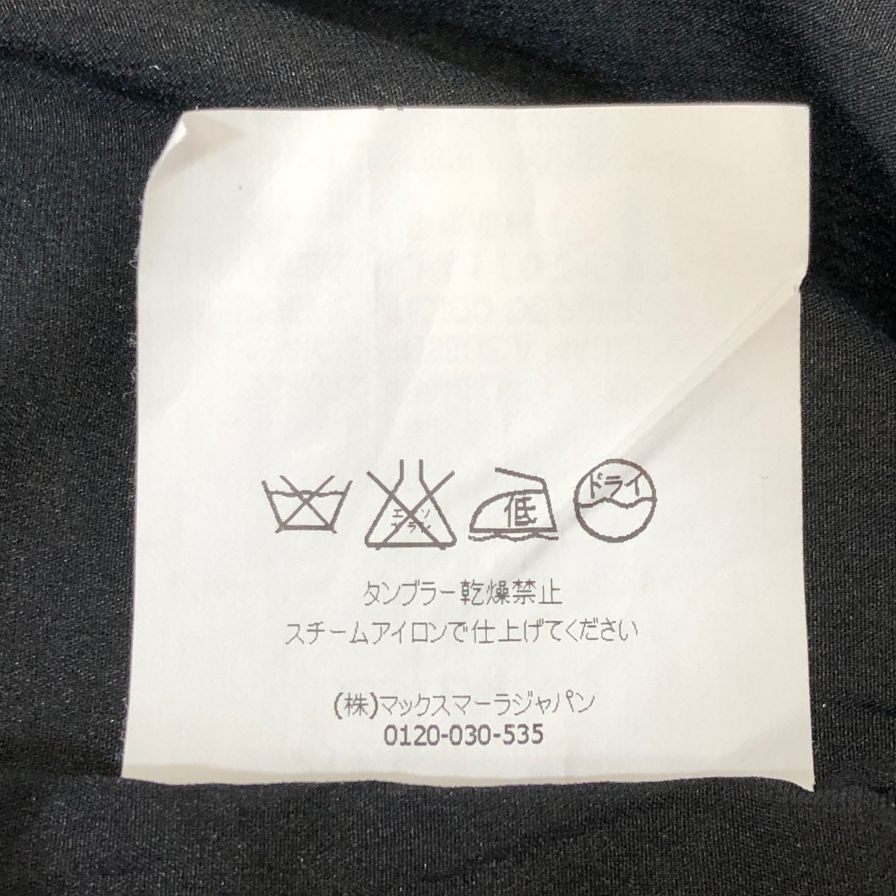 エンソ 低 ドライ
ブラン
タンブラー乾燥禁止
スチームアイロンで仕上げてください
(株)マックスマーラジャパン
0120-030-535